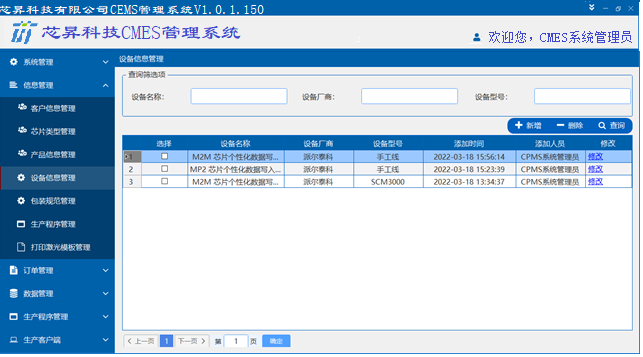 芯昇科技有限公司CEMS管理系统V1.0.1.150
芯昇科技CMES管理系统
欢迎您，CMES系统管理员
系统管理
信息管理
客户信息管理
芯片类型管理
产品信息管理
设备信息管理
包装规范管理
生产程序管理
打印激光模板管理
订单管理
数据管理
生产程序管理
生产客户端
设备信息管理
查询筛选项
设备名称： 设备厂商： 设备型号：
新增 删除 查询
选择 设备名称 设备厂商 设备型号 添加时间 添加人员 修改
1 M2M 芯片个性化数据写... 派尔泰科 手工线 2022-03-18 15:56:14 CPMS系统管理员 修改
2 MP2 芯片个性化数据写入... 派尔泰科 手工线 2022-03-18 15:23:39 CPMS系统管理员 修改
3 M2M 芯片个性化数据写... 派尔泰科 SCM3000 2022-03-18 13:34:37 CPMS系统管理员 修改
上一页 1 下一页 第 1 页 确定